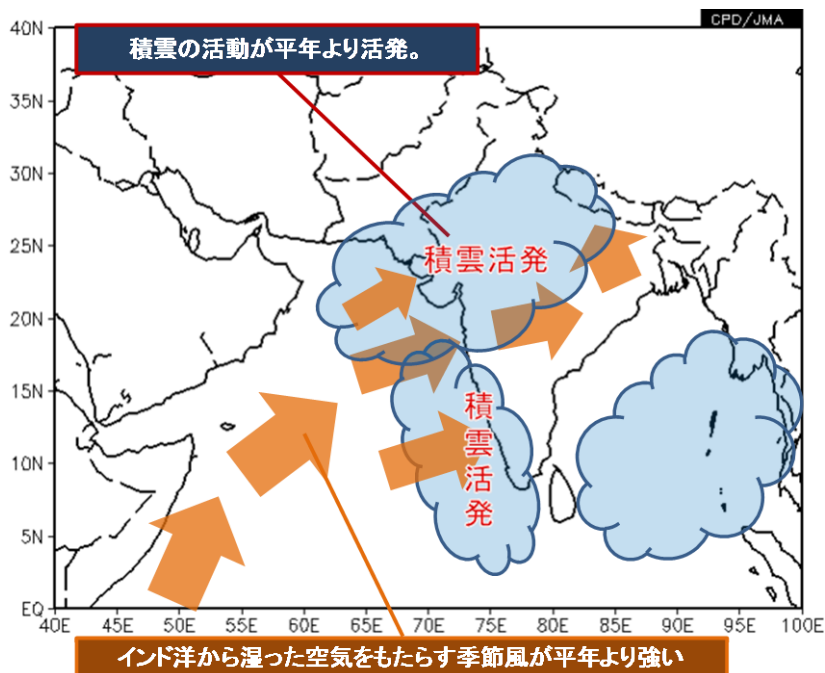 CPD/JMA
40N
積雲の活動が平年より活発。
35N
30N
25N
積雲活発
20N
15N
積雲活発
10N
5N
EQ
40E 45E 50E 55E 60E 65E 70E 75E 80E 85E 90E 95E 100E
インド洋から湿った空気をもたらす季節風が平年より強い